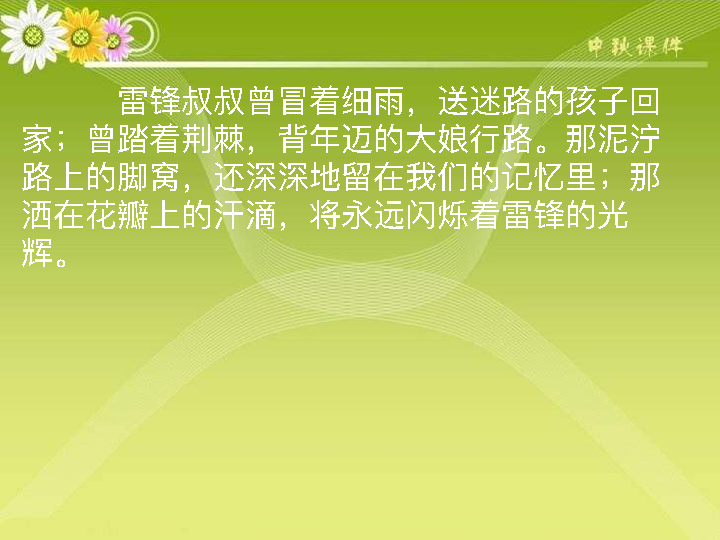 中秋课件
雷锋叔叔曾冒着细雨，送迷路的孩子回
家；曾踏着荆棘，背年迈的大娘行路。那泥泞
路上的脚窝，还深深地留在我们的记忆里；那
洒在花瓣上的汗滴，将永远闪烁着雷锋的光
辉。